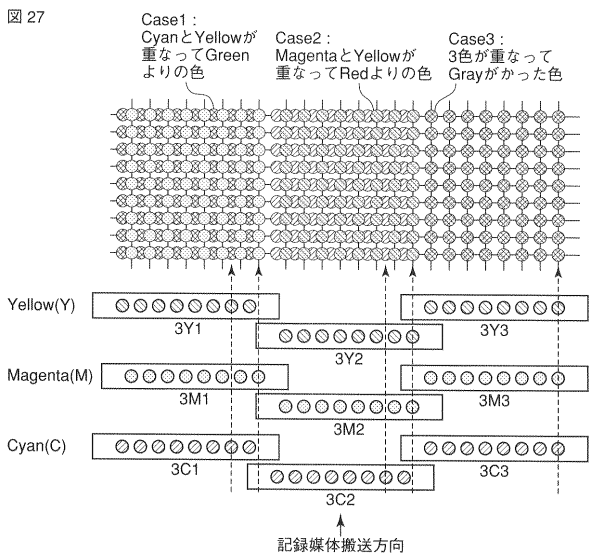 図 27
Case1 :
CyanとYellowが
重なってGreen
よりの色
Case2 :
MagentaとYellowが
重なってRedよりの色
Case3 :
3色が重なって
Grayがかった色
Yellow(Y)
3Y1
3Y2
3Y3
Magenta(M)
3M1
3M2
3M3
Cyan(C)
3C1
3C2
3C3
記録媒体搬送方向